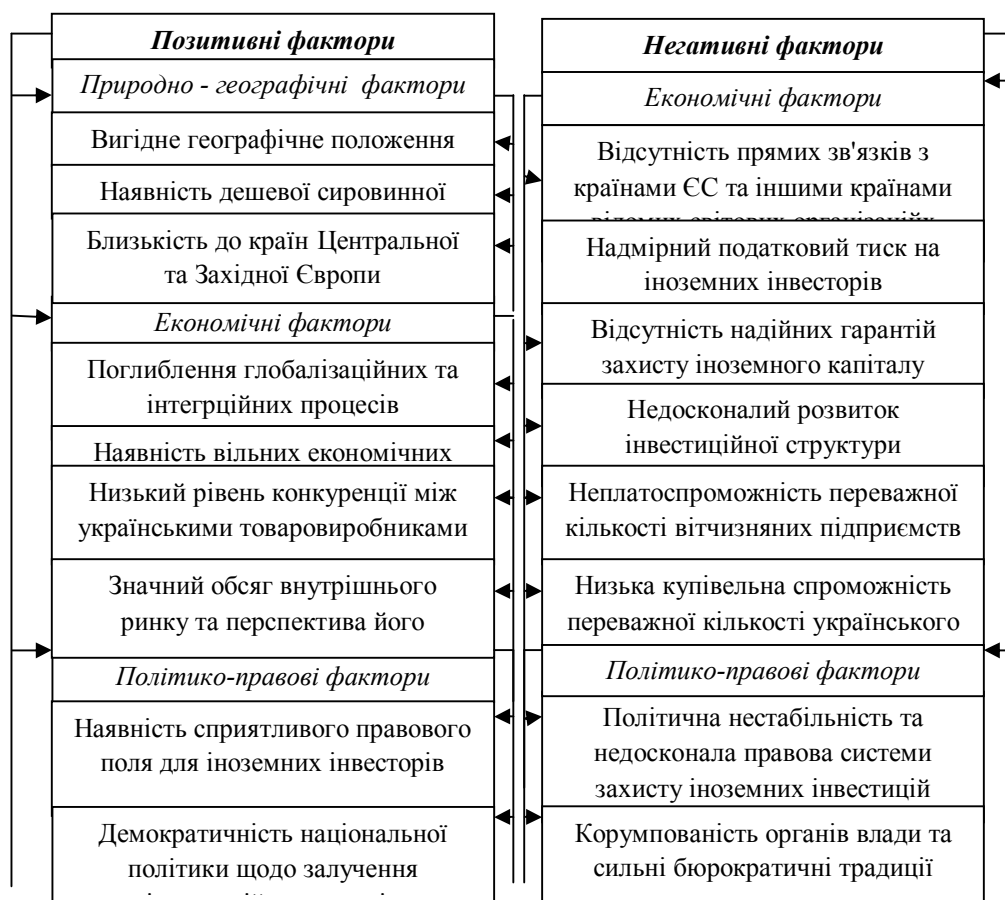 Позитивні фактори
Природно - географічні фактори
Вигідне географічне положення
Наявність дешевої сировинної
Близькість до країн Центральної
та Західної Європи
Економічні фактори
Поглиблення глобалізаційних та
інтегрційних процесів
Наявність вільних економічних
Низький рівень конкуренції між
українськими товаровиробниками
Значний обсяг внутрішнього
ринку та перспектива його
Політико-правові фактори
Наявність сприятливого правового
поля для іноземних інвесторів
Демократичність національної
політики щодо залучення
Негативні фактори
Економічні фактори
Відсутність прямих зв'язків з
країнами ЄС та іншими країнами
Надмірний податковий тиск на
іноземних інвесторів
Відсутність надійних гарантій
захисту іноземного капіталу
Недосконалий розвиток
інвестиційної структури
Неплатоспроможність переважної
кількості вітчизняних підприємств
Низька купівельна спроможність
переважної кількості українського
Політико-правові фактори
Політична нестабільність та
недосконала правова системи
захисту іноземних інвестицій
Корумпованість органів влади та
сильні бюрократичні традиції